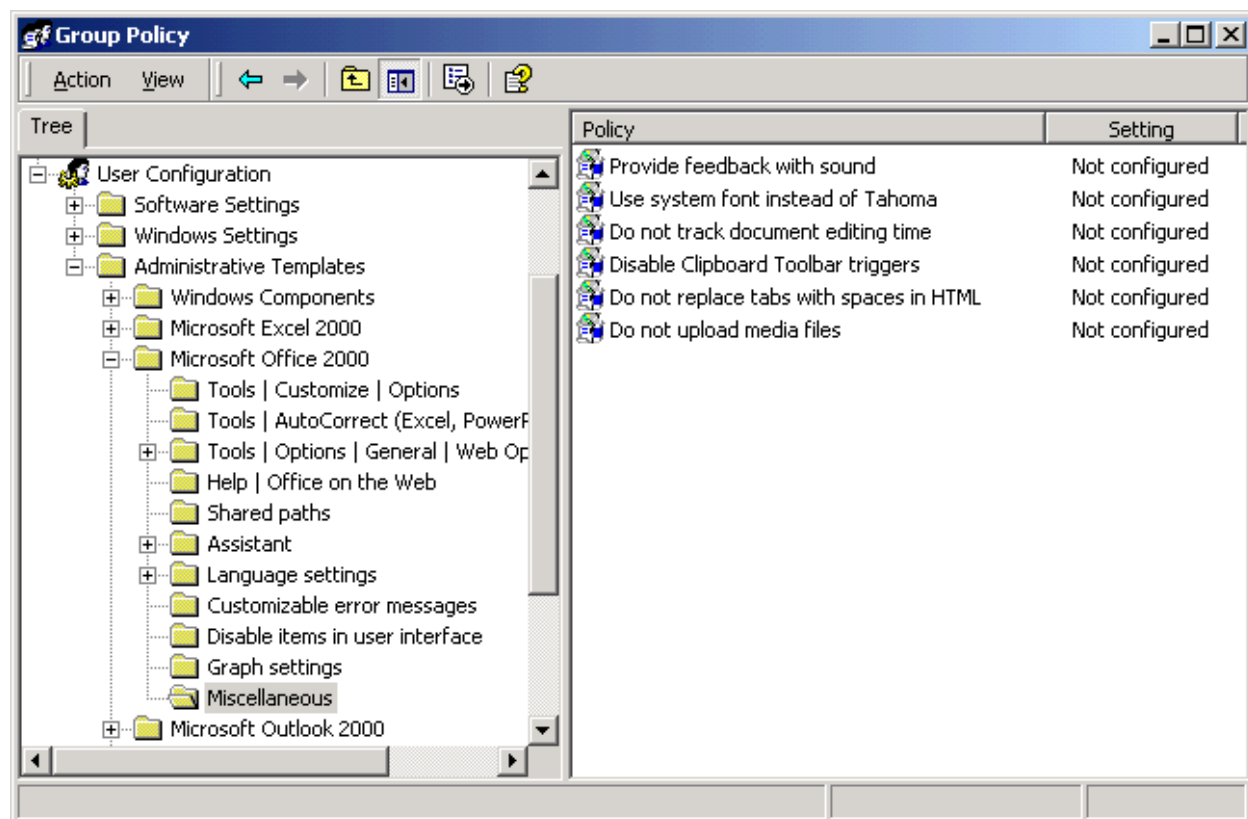 Group Policy
Action View
Tree
User Configuration
Software Settings
Windows Settings
Administrative Templates
Windows Components
Microsoft Excel 2000
Microsoft Office 2000
Tools | Customize | Options
Tools | AutoCorrect (Excel, PowerP
Tools | Options | General | Web Op
Help | Office on the Web
Shared paths
Assistant
Language settings
Customizable error messages
Disable items in user interface
Graph settings
Miscellaneous
Microsoft Outlook 2000
Policy Setting
Provide feedback with sound Not configured
Use system font instead of Tahoma Not configured
Do not track document editing time Not configured
Disable Clipboard Toolbar triggers Not configured
Do not replace tabs with spaces in HTML Not configured
Do not upload media files Not configured